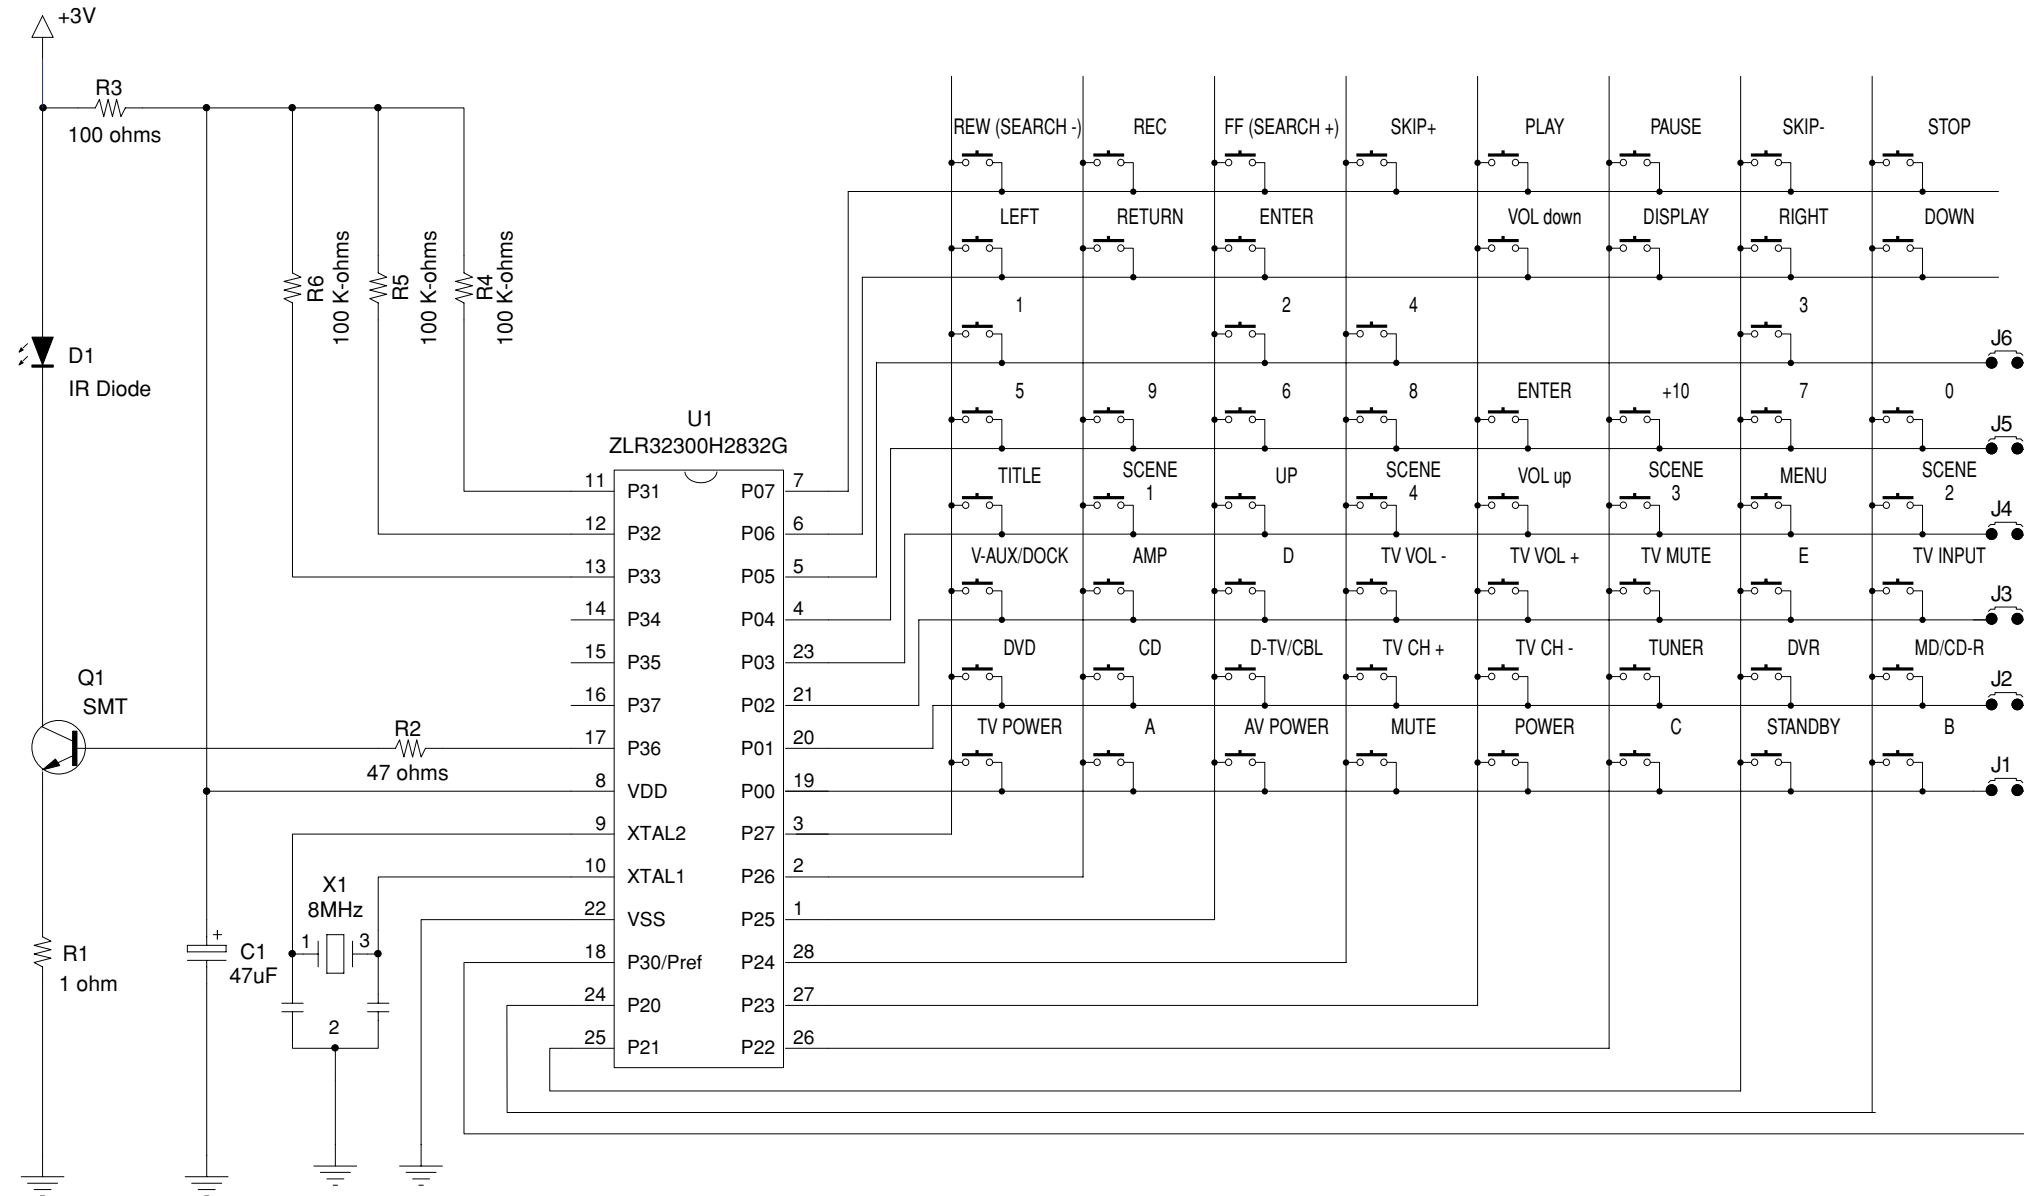 +3V
R3
100 ohms
REW (SEARCH -) REC FF (SEARCH +) SKIP+ PLAY PAUSE SKIP- STOP
LEFT RETURN ENTER VOL down DISPLAY RIGHT DOWN
R6
100 K-ohms
R5
100 K-ohms
R4
100 K-ohms
1 2 4 3
J6
D1
IR Diode
5 9 6 8 ENTER +10 7 0
J5
U1
ZLR32300H2832G
TITLE SCENE 1 UP SCENE 4 VOL up SCENE 3 MENU SCENE 2
J4
11 P31 P07 7
12 P32 P06 6
V-AUX/DOCK AMP D TV VOL - TV VOL + TV MUTE E TV INPUT
J3
13 P33 P05 5
14 P34 P04 4
DVD CD D-TV/CBL TV CH + TV CH - TUNER DVR MD/CD-R
J2
15 P35 P03 23
Q1
SMT
16 P37 P02 21
TV POWER A AV POWER MUTE POWER C STANDBY B
J1
R2
47 ohms
17 P36 P01 20
8 VDD P00 19
9 XTAL2 P27 3
10 XTAL1 P26 2
X1
8MHz
1 3
2
22 VSS P25 1
18 P30/Pref P24 28
24 P20 P23 27
25 P21 P22 26
R1
1 ohm
+
C1
47uF